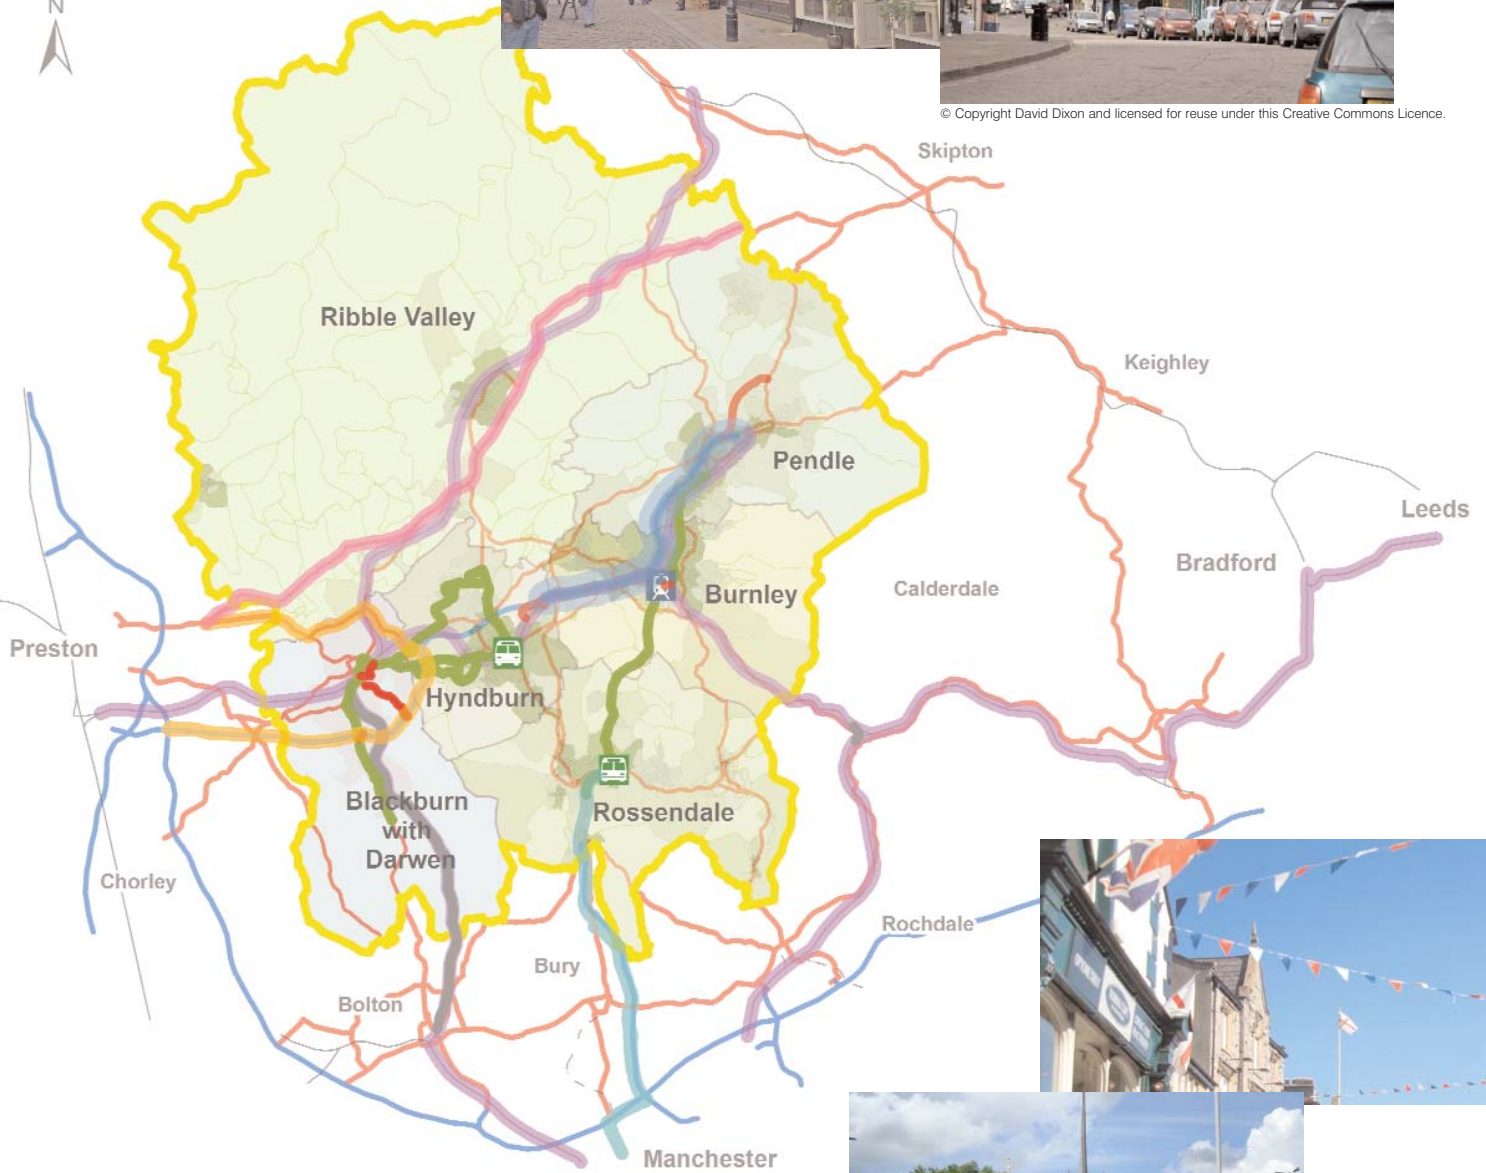 N
© Copyright David Dixon and licensed for reuse under this Creative Commons Licence.
Skipton
Ribble Valley
Keighley
Pendle
Leeds
Bradford
Burnley
Calderdale
Preston
Hyndburn
Blackburn
with
Darwen
Rossendale
Chorley
Rochdale
Bury
Bolton
Manchester